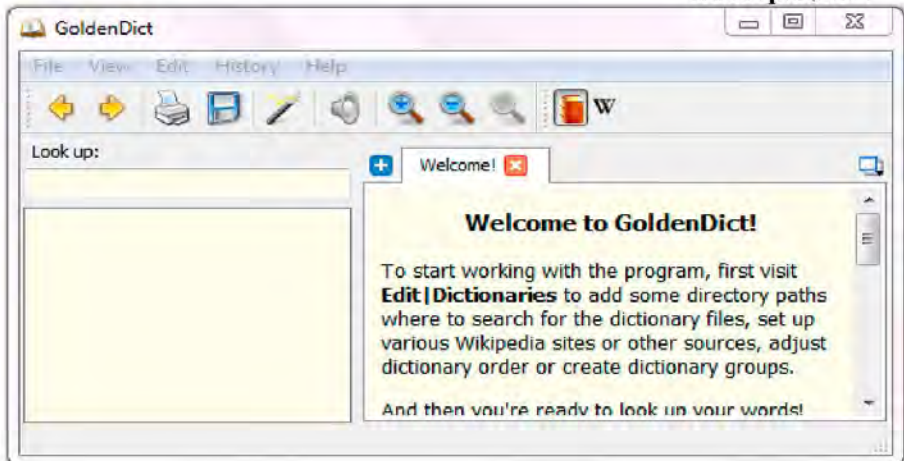 GoldenDict
File View Edit History Help
W
Look up:
Welcome!
Welcome to GoldenDict!
To start working with the program, first visit
Edit|Dictionaries to add some directory paths
where to search for the dictionary files, set up
various Wikipedia sites or other sources, adjust
dictionary order or create dictionary groups.
And then you're ready to look up your words!